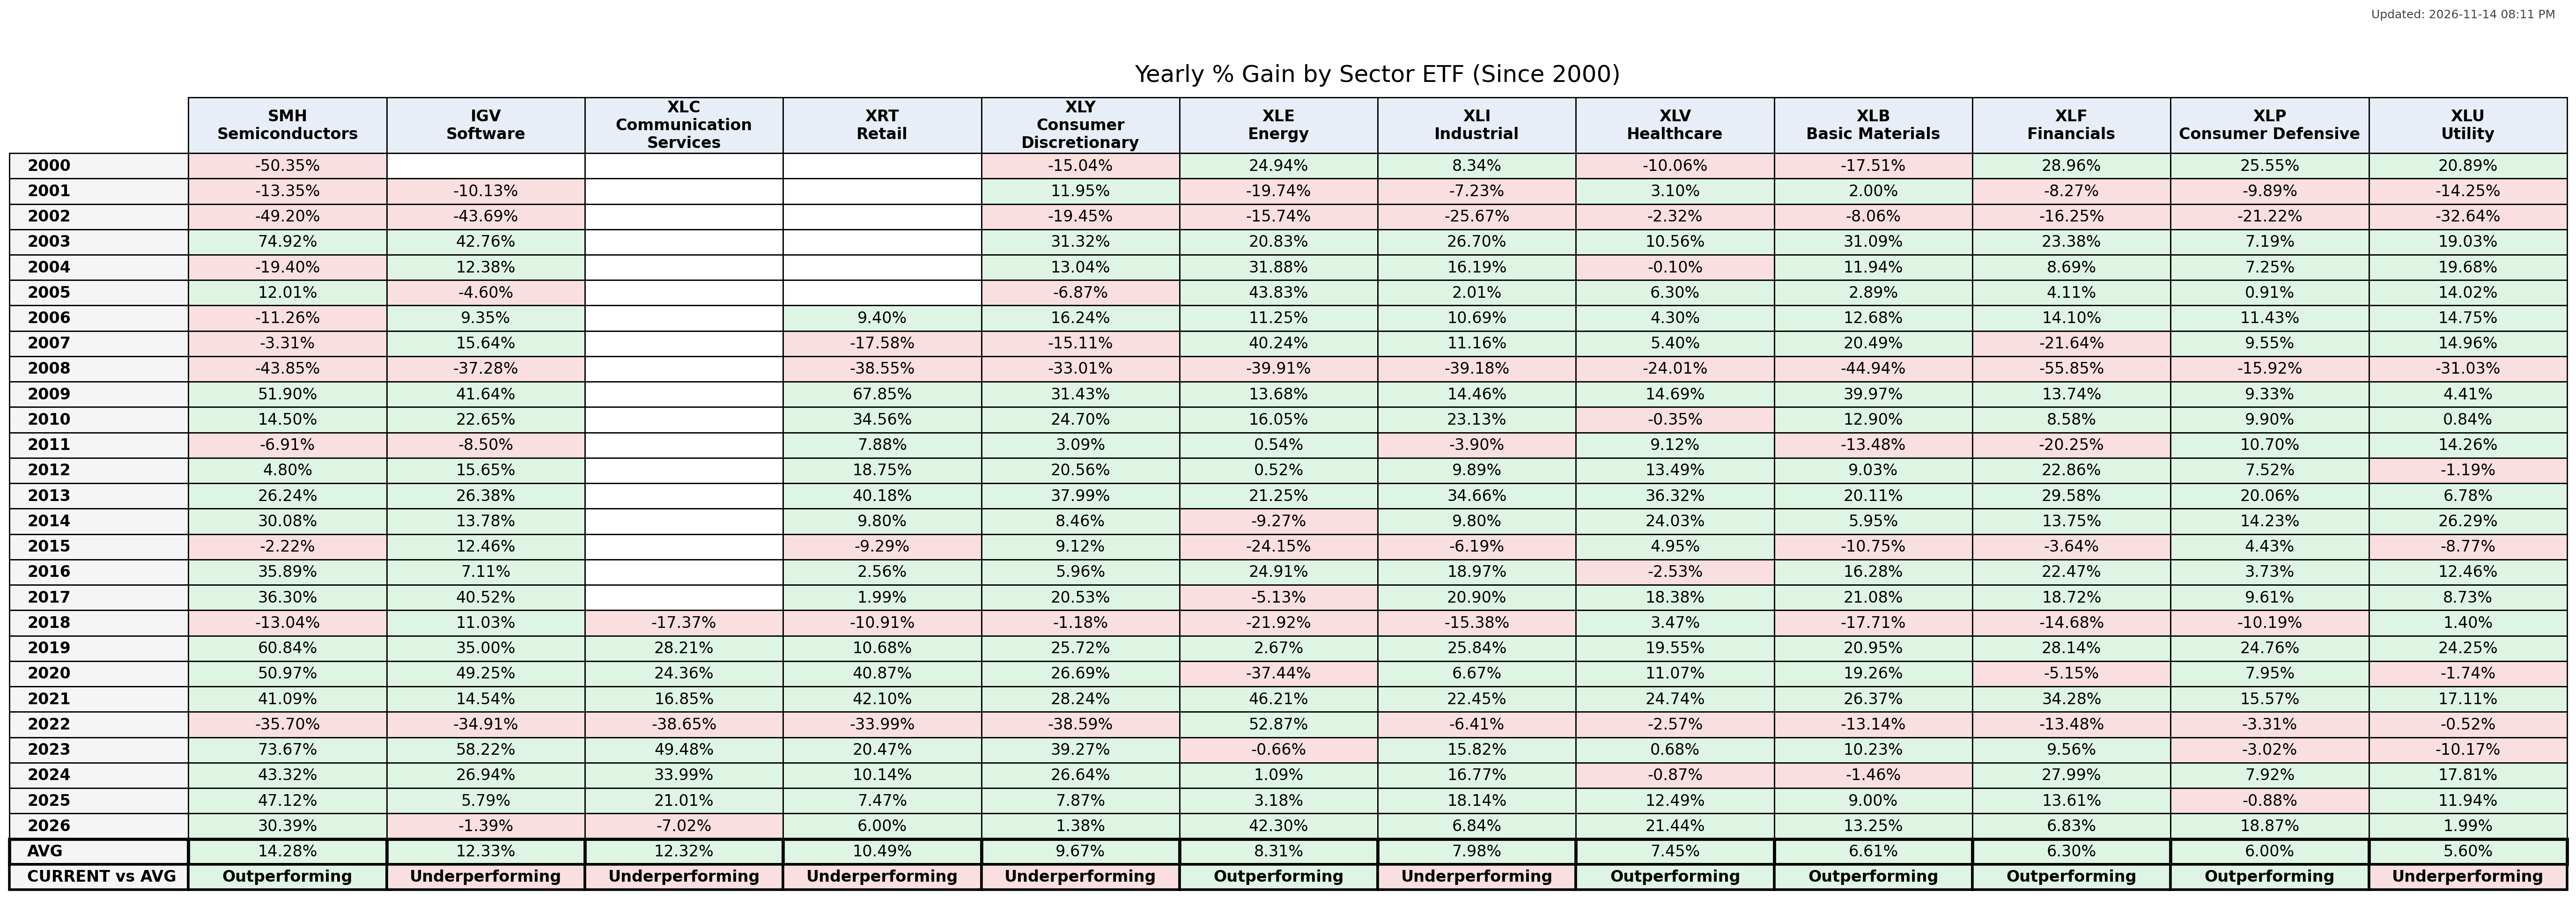 Updated: 2026-11-14 08:11 PM
Yearly % Gain by Sector ETF (Since 2000)
SMH Semiconductors IGV Software XLC Communication Services XRT Retail XLY Consumer Discretionary XLE Energy XLI Industrial XLV Healthcare XLB Basic Materials XLF Financials XLP Consumer Defensive XLU Utility
2000 -50.35% -15.04% 24.94% 8.34% -10.06% -17.51% 28.96% 25.55% 20.89%
2001 -13.35% -10.13% 11.95% -19.74% -7.23% 3.10% 2.00% -8.27% -9.89% -14.25%
2002 -49.20% -43.69% -19.45% -15.74% -25.67% -2.32% -8.06% -16.25% -21.22% -32.64%
2003 74.92% 42.76% 31.32% 20.83% 26.70% 10.56% 31.09% 23.38% 7.19% 19.03%
2004 -19.40% 12.38% 13.04% 31.88% 16.19% -0.10% 11.94% 8.69% 7.25% 19.68%
2005 12.01% -4.60% -6.87% 43.83% 2.01% 6.30% 2.89% 4.11% 0.91% 14.02%
2006 -11.26% 9.35% 9.40% 16.24% 11.25% 10.69% 4.30% 12.68% 14.10% 11.43% 14.75%
2007 -3.31% 15.64% -17.58% -15.11% 40.24% 11.16% 5.40% 20.49% -21.64% 9.55% 14.96%
2008 -43.85% -37.28% -38.55% -33.01% -39.91% -39.18% -24.01% -44.94% -55.85% -15.92% -31.03%
2009 51.90% 41.64% 67.85% 31.43% 13.68% 14.46% 14.69% 39.97% 13.74% 9.33% 4.41%
2010 14.50% 22.65% 34.56% 24.70% 16.05% 23.13% -0.35% 12.90% 8.58% 9.90% 0.84%
2011 -6.91% -8.50% 7.88% 3.09% 0.54% -3.90% 9.12% -13.48% -20.25% 10.70% 14.26%
2012 4.80% 15.65% 18.75% 20.56% 0.52% 9.89% 13.49% 9.03% 22.86% 7.52% -1.19%
2013 26.24% 26.38% 40.18% 37.99% 21.25% 34.66% 36.32% 20.11% 29.58% 20.06% 6.78%
2014 30.08% 13.78% 9.80% 8.46% -9.27% 9.80% 24.03% 5.95% 13.75% 14.23% 26.29%
2015 -2.22% 12.46% -9.29% 9.12% -24.15% -6.19% 4.95% -10.75% -3.64% 4.43% -8.77%
2016 35.89% 7.11% 2.56% 5.96% 24.91% 18.97% -2.53% 16.28% 22.47% 3.73% 12.46%
2017 36.30% 40.52% 1.99% 20.53% -5.13% 20.90% 18.38% 21.08% 18.72% 9.61% 8.73%
2018 -13.04% 11.03% -17.37% -10.91% -1.18% -21.92% -15.38% 3.47% -17.71% -14.68% -10.19% 1.40%
2019 60.84% 35.00% 28.21% 10.68% 25.72% 2.67% 25.84% 19.55% 20.95% 28.14% 24.76% 24.25%
2020 50.97% 49.25% 24.36% 40.87% 26.69% -37.44% 6.67% 11.07% 19.26% -5.15% 7.95% -1.74%
2021 41.09% 14.54% 16.85% 42.10% 28.24% 46.21% 22.45% 24.74% 26.37% 34.28% 15.57% 17.11%
2022 -35.70% -34.91% -38.65% -33.99% -38.59% 52.87% -6.41% -2.57% -13.14% -13.48% -3.31% -0.52%
2023 73.67% 58.22% 49.48% 20.47% 39.27% -0.66% 15.82% 0.68% 10.23% 9.56% -3.02% -10.17%
2024 43.32% 26.94% 33.99% 10.14% 26.64% 1.09% 16.77% -0.87% -1.46% 27.99% 7.92% 17.81%
2025 47.12% 5.79% 21.01% 7.47% 7.87% 3.18% 18.14% 12.49% 9.00% 13.61% -0.88% 11.94%
2026 30.39% -1.39% -7.02% 6.00% 1.38% 42.30% 6.84% 21.44% 13.25% 6.83% 18.87% 1.99%
AVG 14.28% 12.33% 12.32% 10.49% 9.67% 8.31% 7.98% 7.45% 6.61% 6.30% 6.00% 5.60%
CURRENT vs AVG Outperforming Underperforming Underperforming Underperforming Underperforming Outperforming Underperforming Outperforming Outperforming Outperforming Outperforming Underperforming